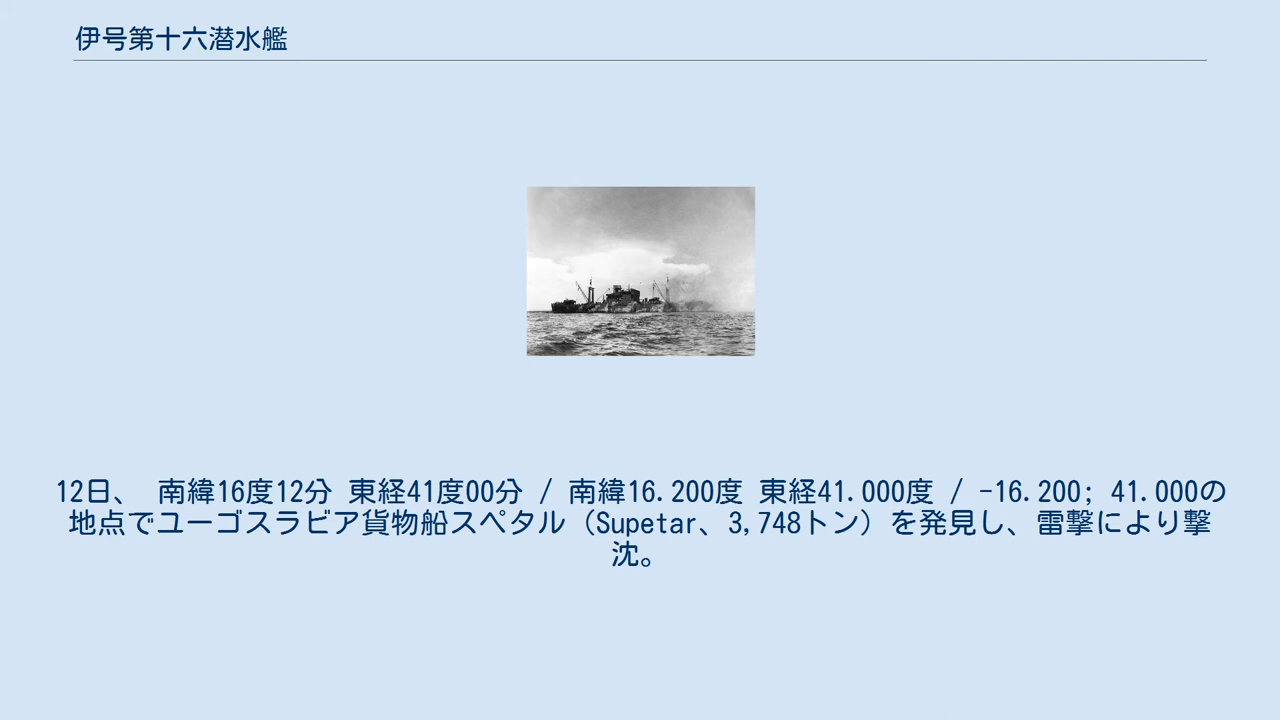 伊号第十六潜水艦
12日、 南緯16度12分 東経41度00分 / 南緯16.200度 東経41.000度 / -16.200; 41.000の
地点でユーゴスラビア貨物船スペタル（Supetar、3,748トン）を発見し、雷撃により撃
沈。